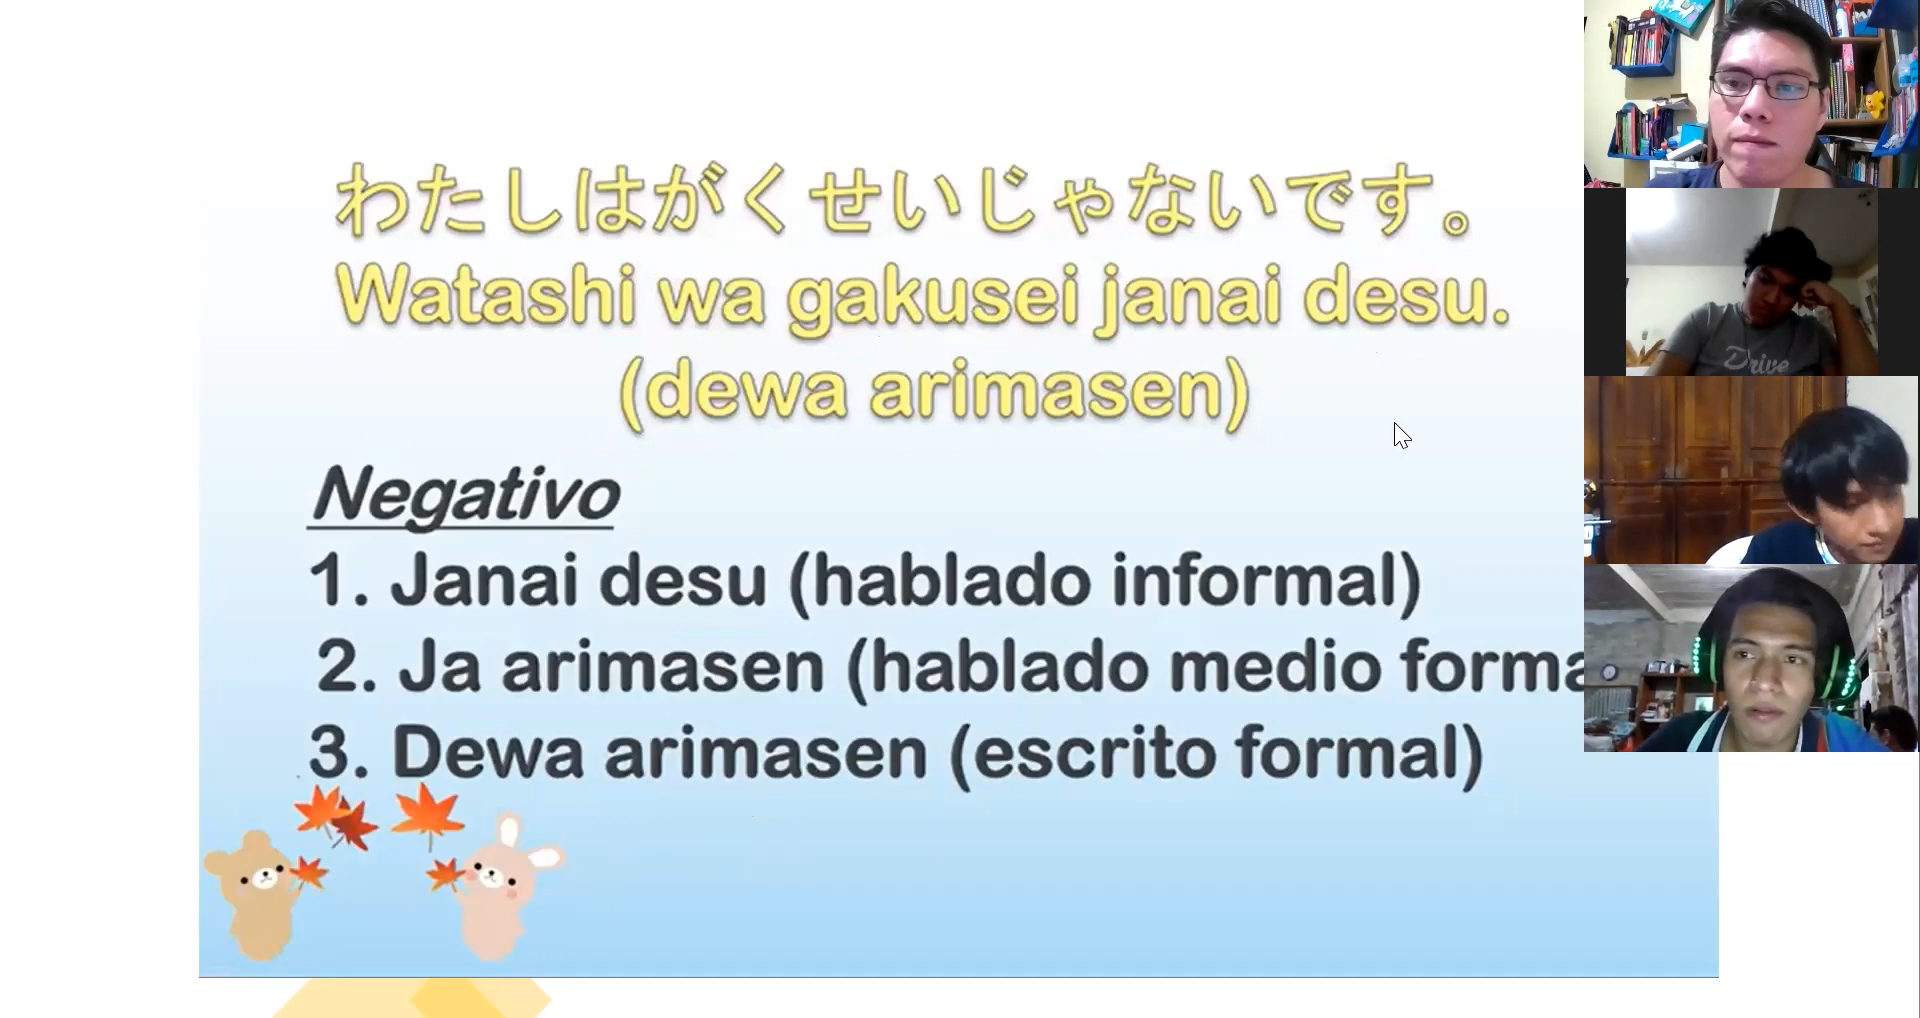 わたしはがくせいじゃないです。
Watashi wa gakusei janai desu.
(dewa arimasen)
Negativo
1. Janai desu (hablado informal)
2. Ja arimasen (hablado medio forma
3. Dewa arimasen (escrito formal)
Drive